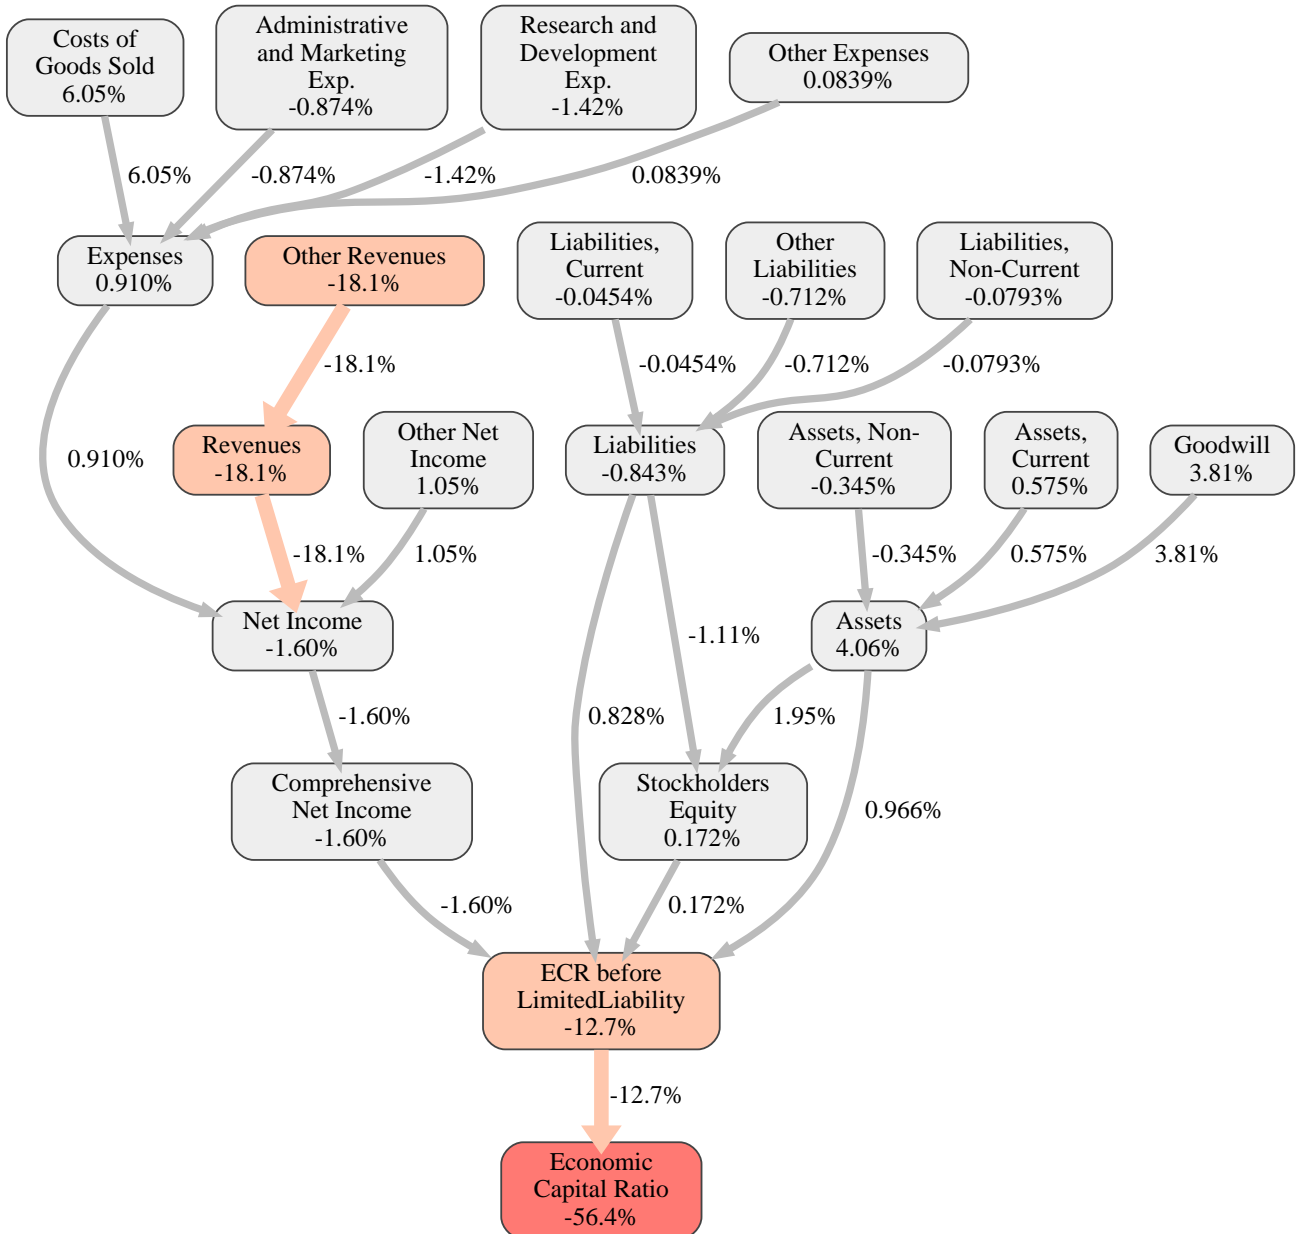 Costs of
Goods Sold
6.05%
Administrative
and Marketing
Exp.
-0.874%
Research and
Development
Exp.
-1.42%
Other Expenses
0.0839%
6.05%
-0.874%
-1.42%
0.0839%
Expenses
0.910%
Other Revenues
-18.1%
Liabilities,
Current
-0.0454%
Other
Liabilities
-0.712%
Liabilities,
Non-Current
-0.0793%
-18.1%
-0.0454%
-0.712%
-0.0793%
0.910%
Revenues
-18.1%
Other Net
Income
1.05%
Liabilities
-0.843%
Assets, Non-
Current
-0.345%
Assets,
Current
0.575%
Goodwill
3.81%
-18.1%
1.05%
-0.345%
0.575%
3.81%
Net Income
-1.60%
Assets
4.06%
-1.11%
-1.60%
0.828%
1.95%
Comprehensive
Net Income
-1.60%
Stockholders
Equity
0.172%
0.966%
-1.60%
0.172%
ECR before
LimitedLiability
-12.7%
-12.7%
Economic
Capital Ratio
-56.4%